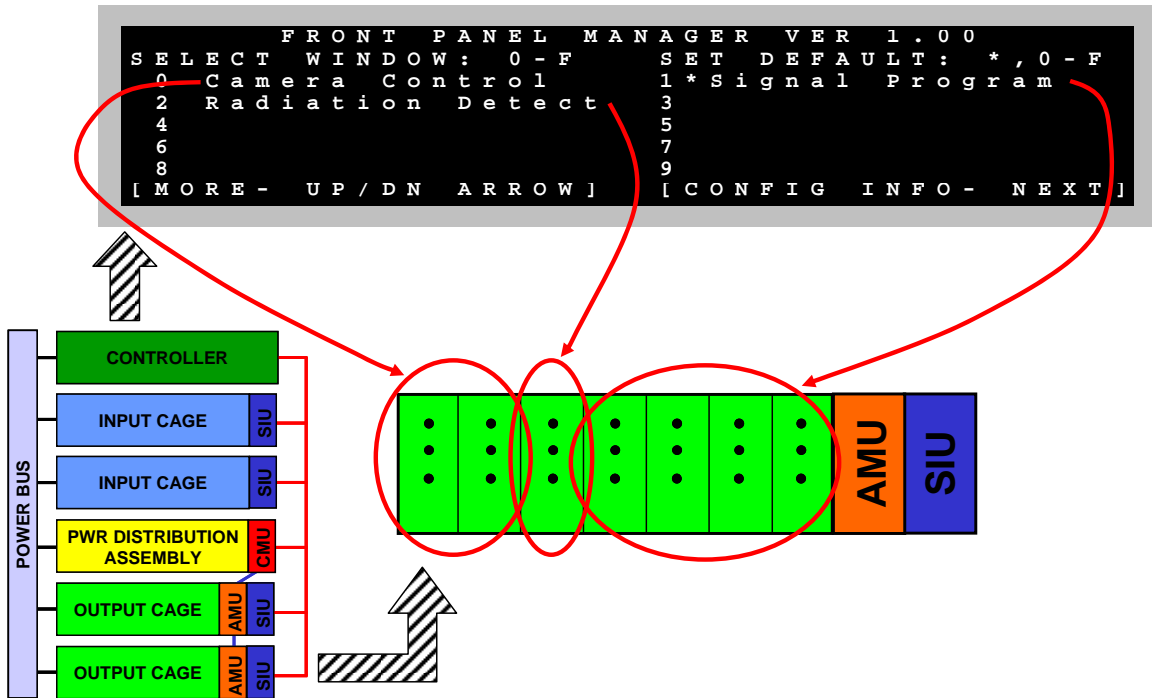 FRONT PANEL MANAGER VER 1.00
SELECT WINDOW: 0-F SET DEFAULT: *,0-F
0 Camera Control 1*Signal Program
2 Radiation Detect 3
4 5
6 7
8 9
[MORE- UP/DN ARROW] [CONFIG INFO- NEXT]
POWER BUS
CONTROLLER
INPUT CAGE SIU
INPUT CAGE SIU
PWR DISTRIBUTION
ASSEMBLY
CMU
OUTPUT CAGE AMU SIU
OUTPUT CAGE AMU SIU
AMU SIU